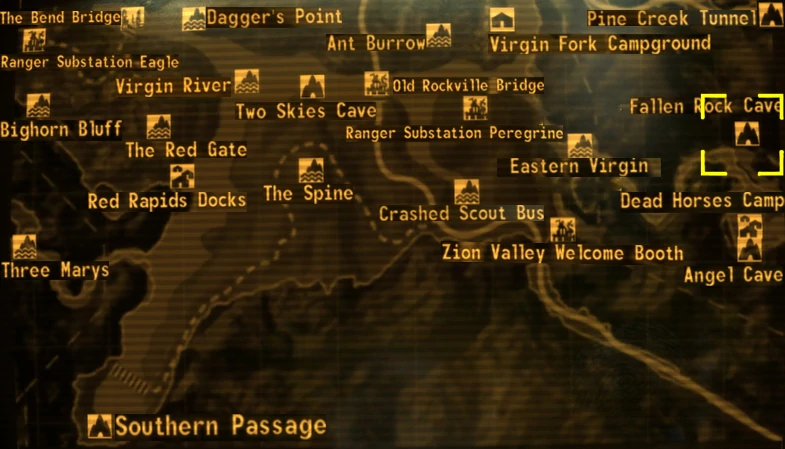 The Bend Bridge
Dagger's Point
Pine Creek Tunnel
Ant Burrow
Virgin Fork Campground
Ranger Substation Eagle
Virgin River
Old Rockville Bridge
Two Skies Cave
Fallen Rock Cave
Bighorn Bluff
Ranger Substation Peregrine
The Red Gate
Eastern Virgin
Red Rapids Docks
The Spine
Dead Horses Camp
Crashed Scout Bus
Zion Valley Welcome Booth
Three Marys
Angel Cave
Southern Passage